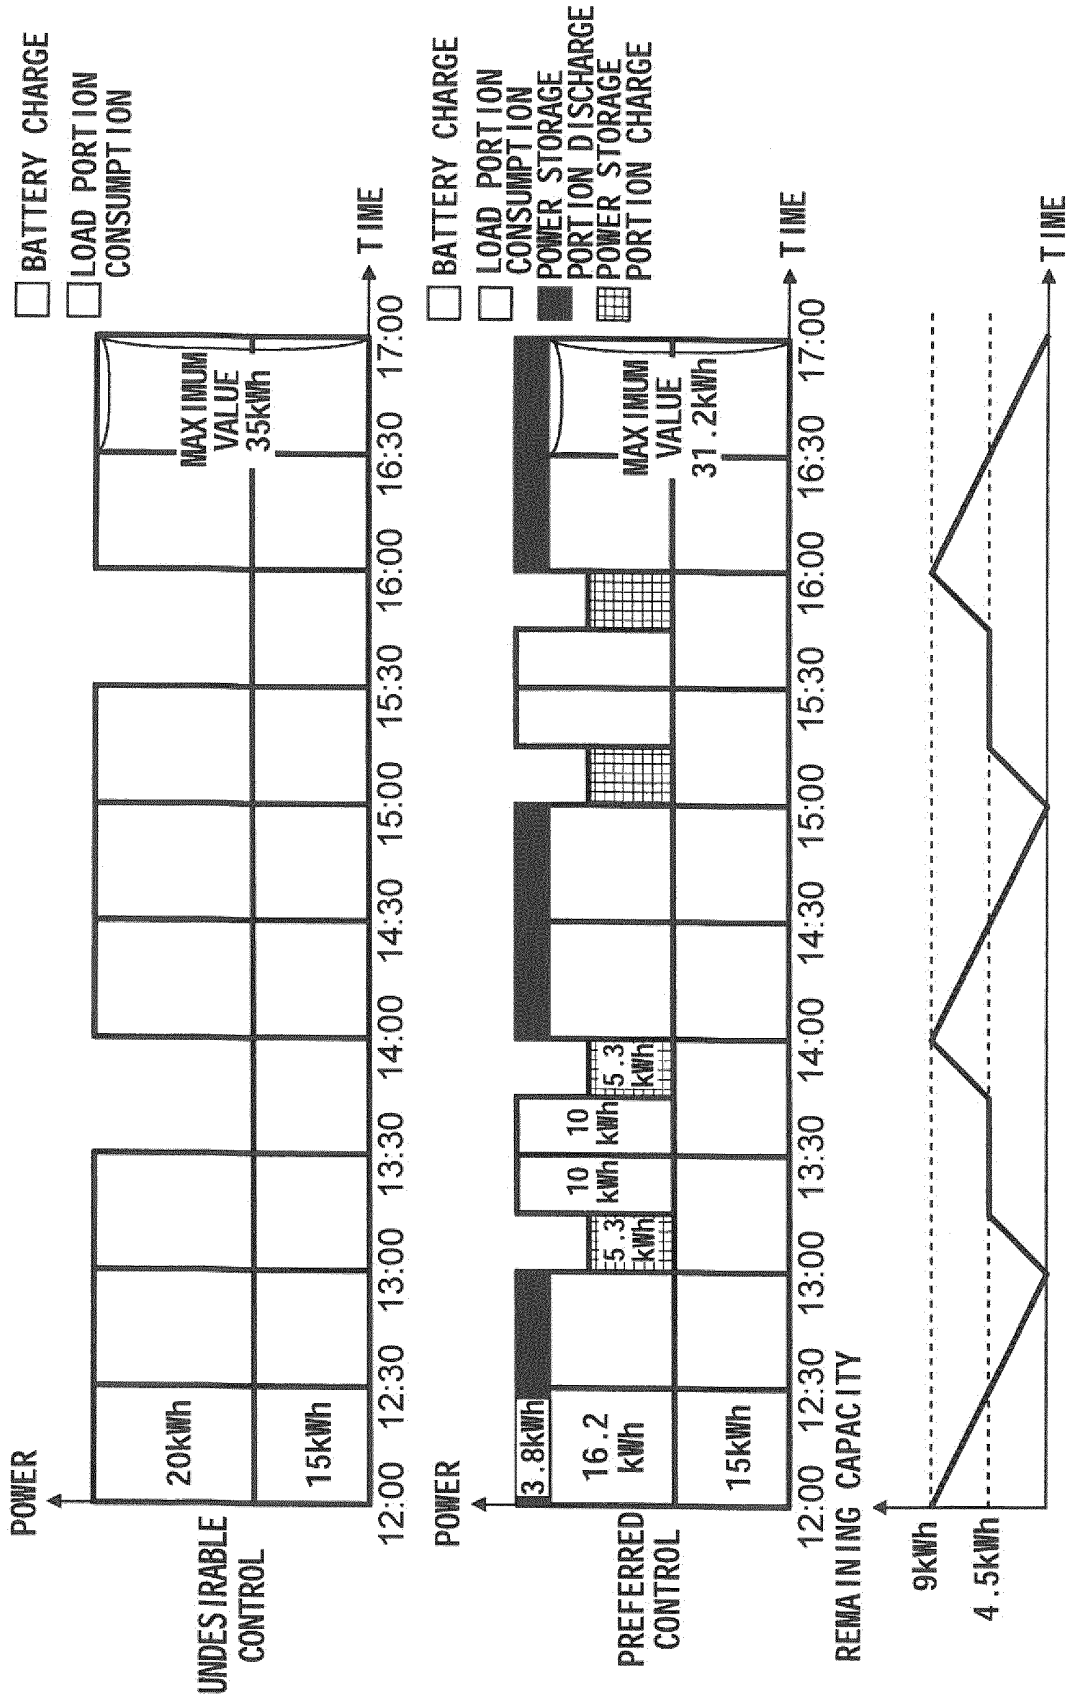 POWER
BATTERY CHARGE
LOAD PORTION
CONSUMPTION
UNDESIRABLE
CONTROL
20kWh
15kWh
MAXIMUM
VALUE
35kWh
12:00
12:30
13:00
13:30
14:00
14:30
15:00
15:30
16:00
16:30
17:00
TIME
POWER
BATTERY CHARGE
LOAD PORTION
CONSUMPTION
POWER STORAGE
PORTION DISCHARGE
POWER STORAGE
PORTION CHARGE
PREFERRED
CONTROL
3.8kWh
16.2
kWh
15kWh
5.3
kWh
10
kWh
10
kWh
5.3
kWh
MAXIMUM
VALUE
31.2kWh
12:00
12:30
13:00
13:30
14:00
14:30
15:00
15:30
16:00
16:30
17:00
TIME
REMAINING CAPACITY
9kWh
4.5kWh
TIME